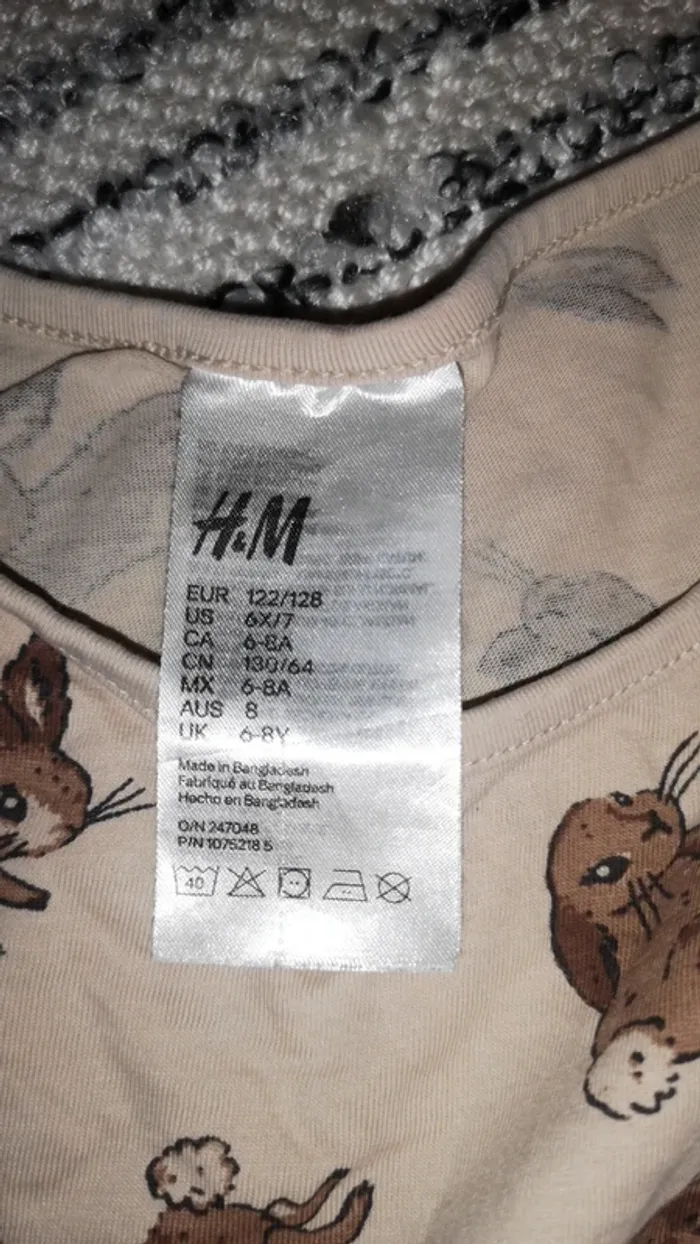 H&M
EUR 122/128
US 6X/7
CA 6-8A
CN 130/64
MX 6-8A
AUS 8
UK 6-8Y
Made in Bangladesh
Fabriqué au Bangladesh
Hecho en Bangladesh
O/N 247048
P/N 1075218 5
40